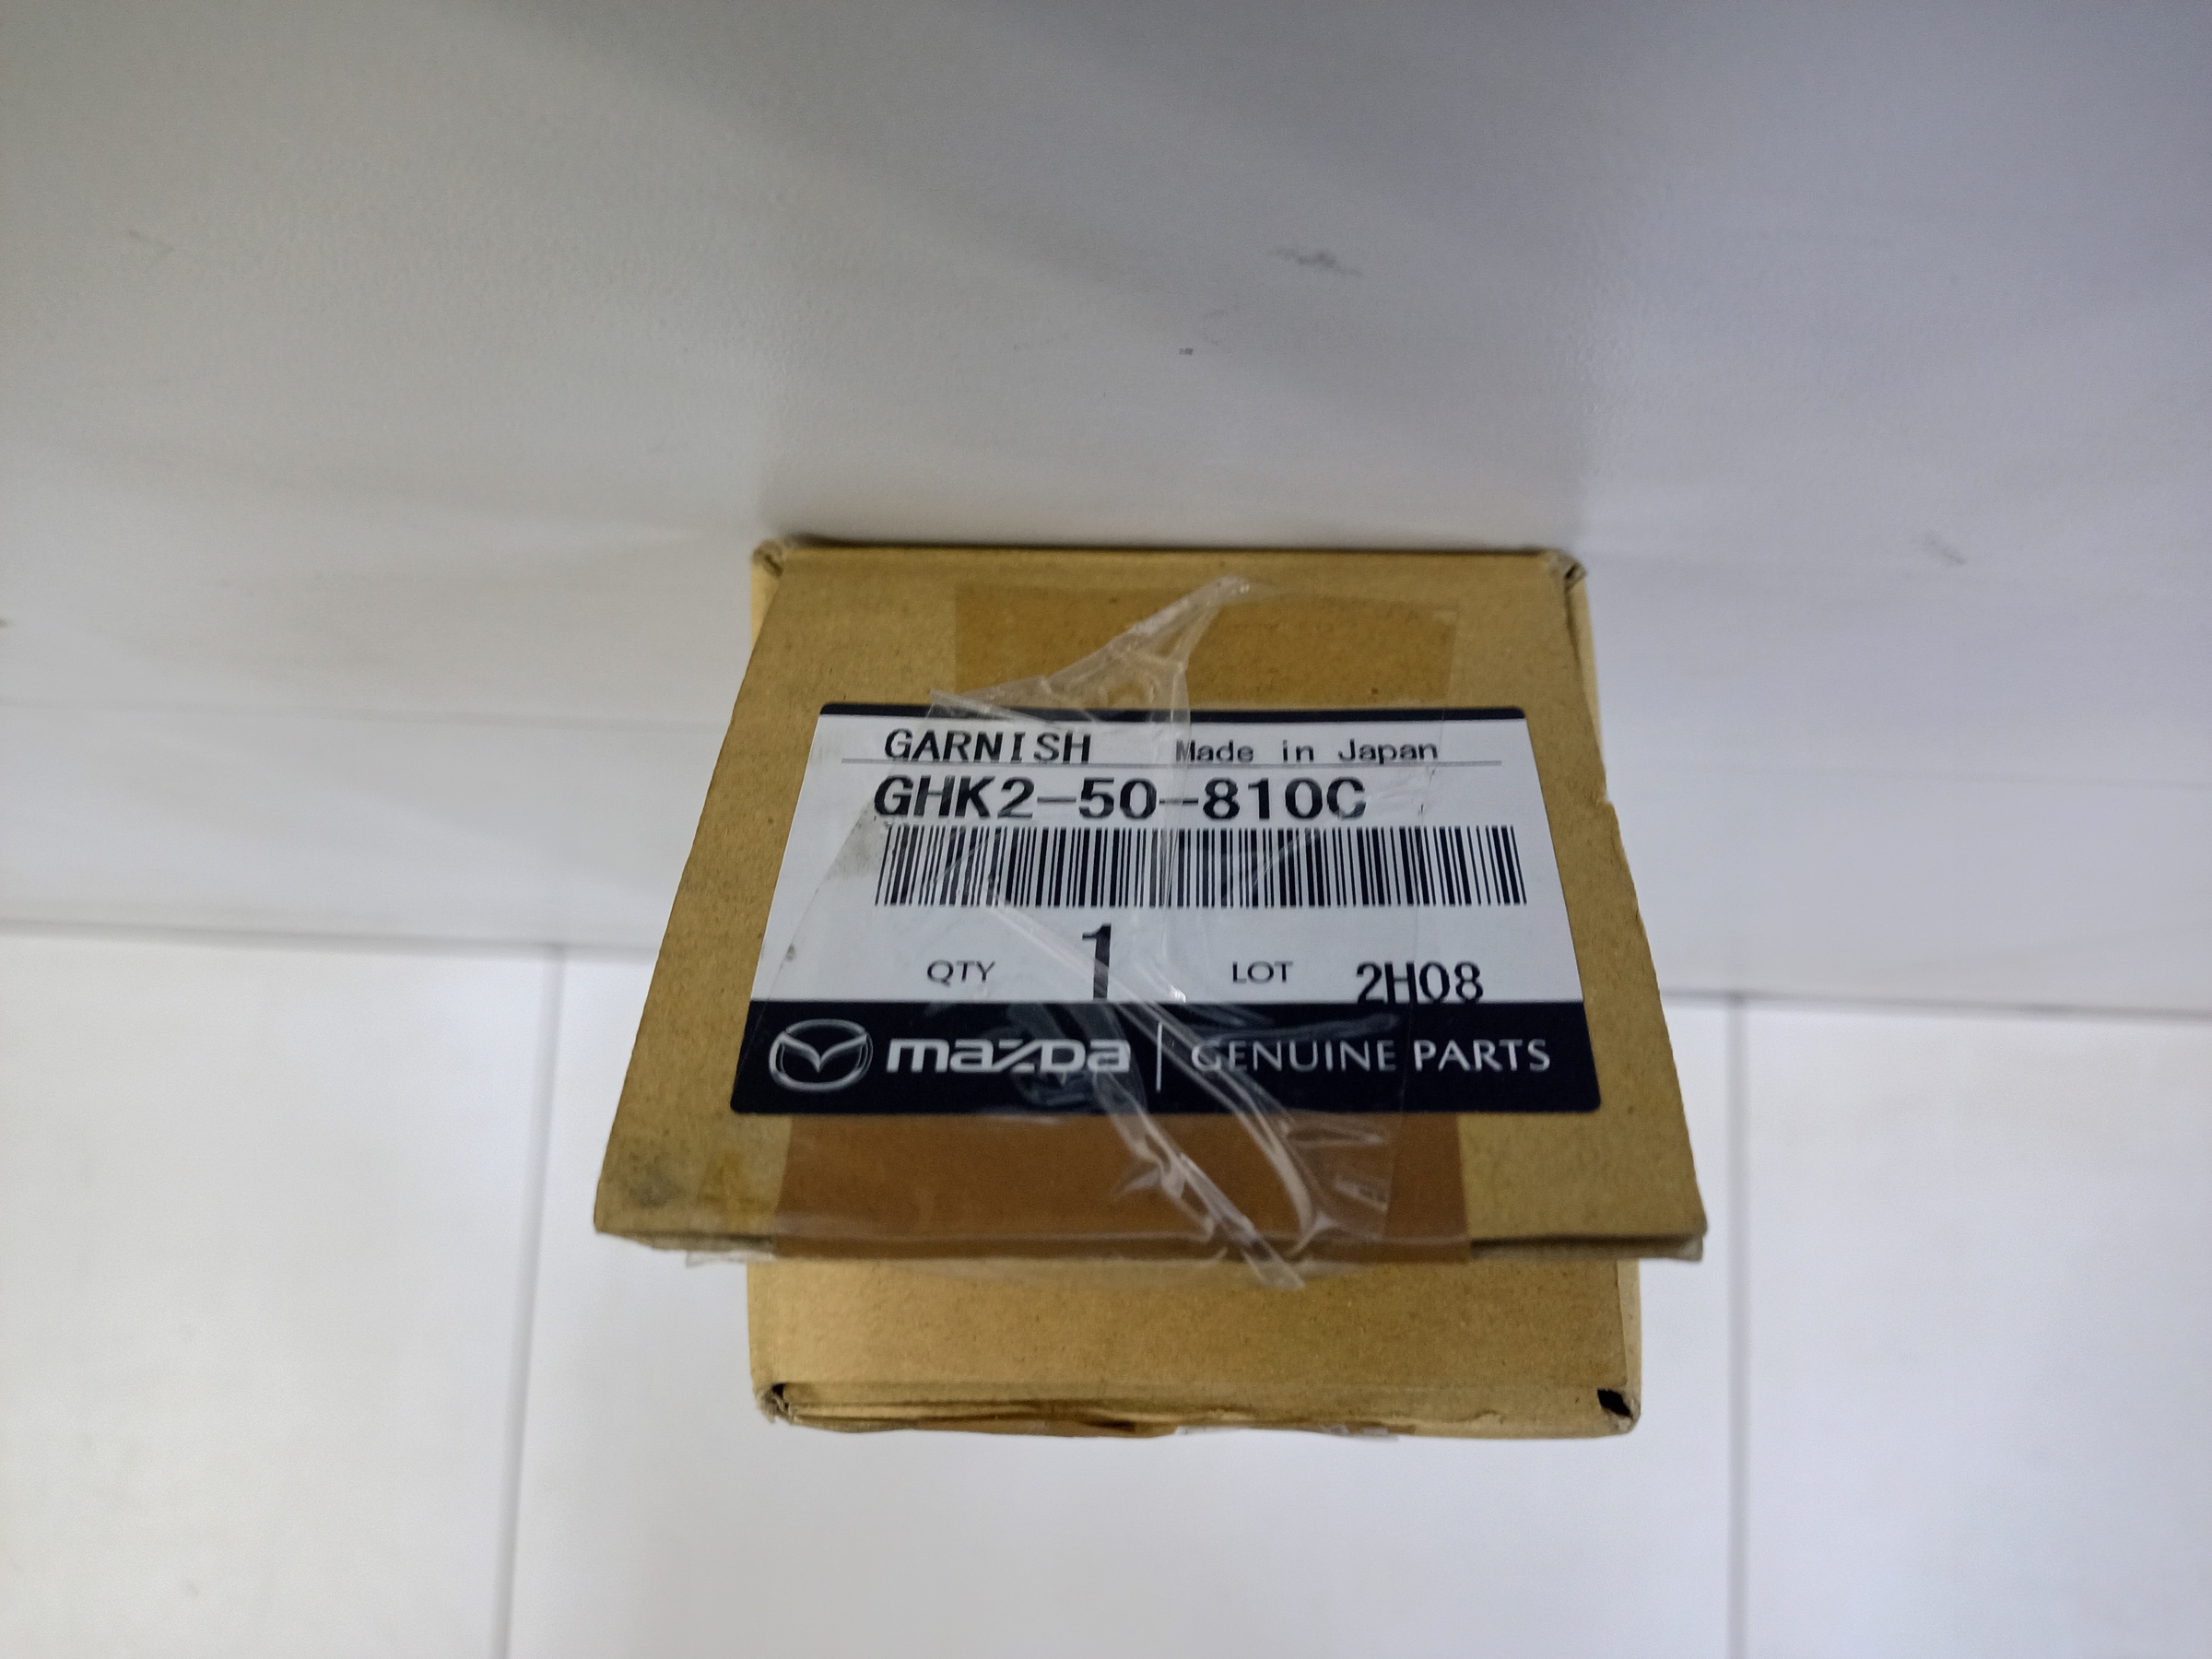 GARNISH Made in Japan
GHK2-50-810C
QTY 1 LOT 2H08
mazda | GENUINE PARTS